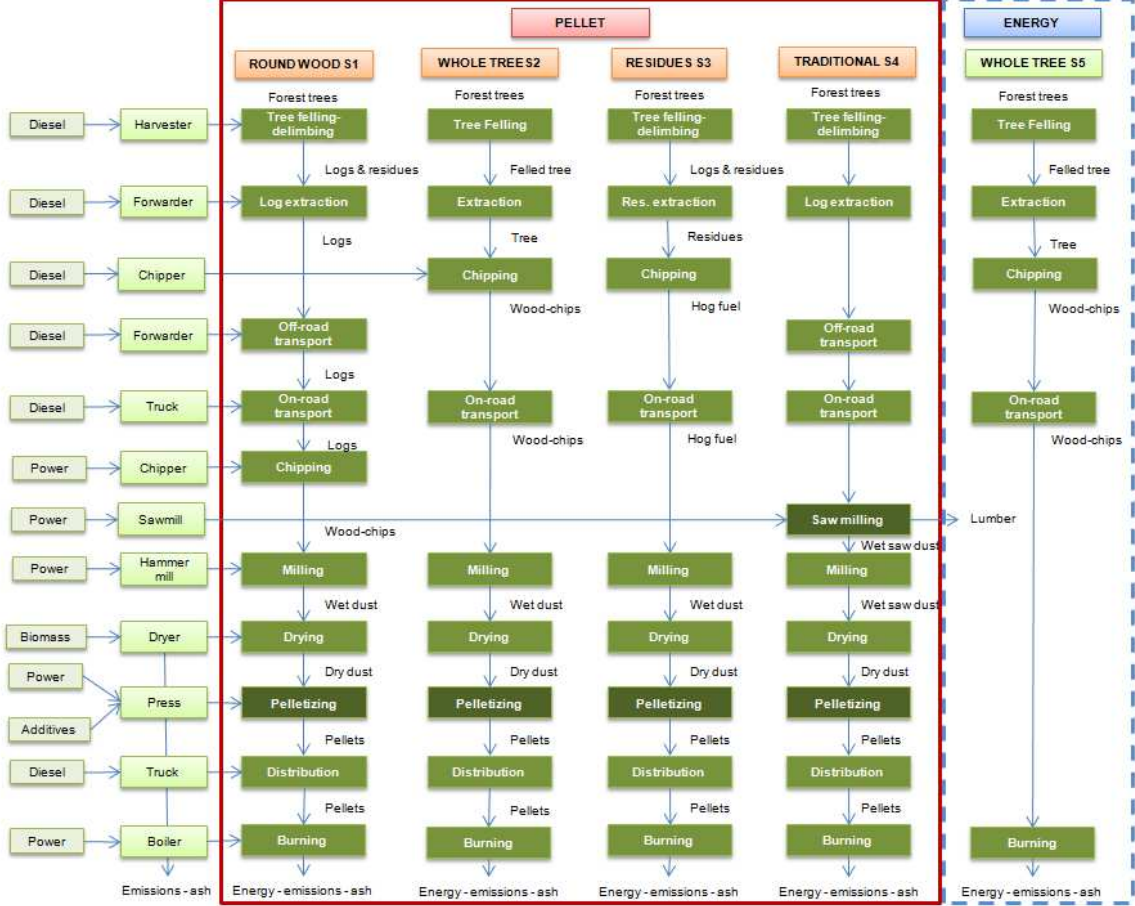 PELLET
ENERGY
ROUND WOOD S1
WHOLE TREE S2
RESIDUES S3
TRADITIONAL S4
WHOLE TREE S5
Forest trees
Forest trees
Forest trees
Forest trees
Forest trees
Diesel
Harvester
Tree felling-
delimbing
Tree Felling
Tree felling-
delimbing
Tree felling-
delimbing
Tree Felling
Logs & residues
Felled tree
Logs & residues
Felled tree
Diesel
Forwarder
Log extraction
Extraction
Res. extraction
Log extraction
Extraction
Logs
Tree
Residues
Tree
Diesel
Chipper
Chipping
Chipping
Chipping
Wood-chips
Hog fuel
Wood-chips
Diesel
Forwarder
Off-road
transport
Off-road
transport
Logs
Diesel
Truck
On-road
transport
On-road
transport
On-road
transport
On-road
transport
On-road
transport
Logs
Wood-chips
Hog fuel
Wood-chips
Power
Chipper
Chipping
Power
Sawmill
Saw milling
Lumber
Wood-chips
Wet saw dust
Power
Hammer
mill
Milling
Milling
Milling
Milling
Wet dust
Wet dust
Wet dust
Wet saw dust
Biomass
Dryer
Drying
Drying
Drying
Drying
Dry dust
Dry dust
Dry dust
Dry dust
Power
Press
Additives
Pelletizing
Pelletizing
Pelletizing
Pelletizing
Pellets
Pellets
Pellets
Pellets
Diesel
Truck
Distribution
Distribution
Distribution
Distribution
Pellets
Pellets
Pellets
Pellets
Power
Boiler
Burning
Burning
Burning
Burning
Burning
Emissions - ash
Energy - emissions - ash
Energy - emissions - ash
Energy - emissions - ash
Energy - emissions - ash
Energy - emissions - ash